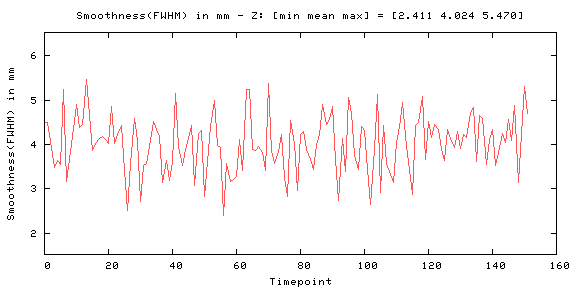 Smoothness(FWHM) in mm - Z: [min mean max] = [2.411 4.024 5.470]
Smoothness(FWHM) in mm
6
5
4
3
2
0 20 40 60 80 100 120 140 160
Timepoint